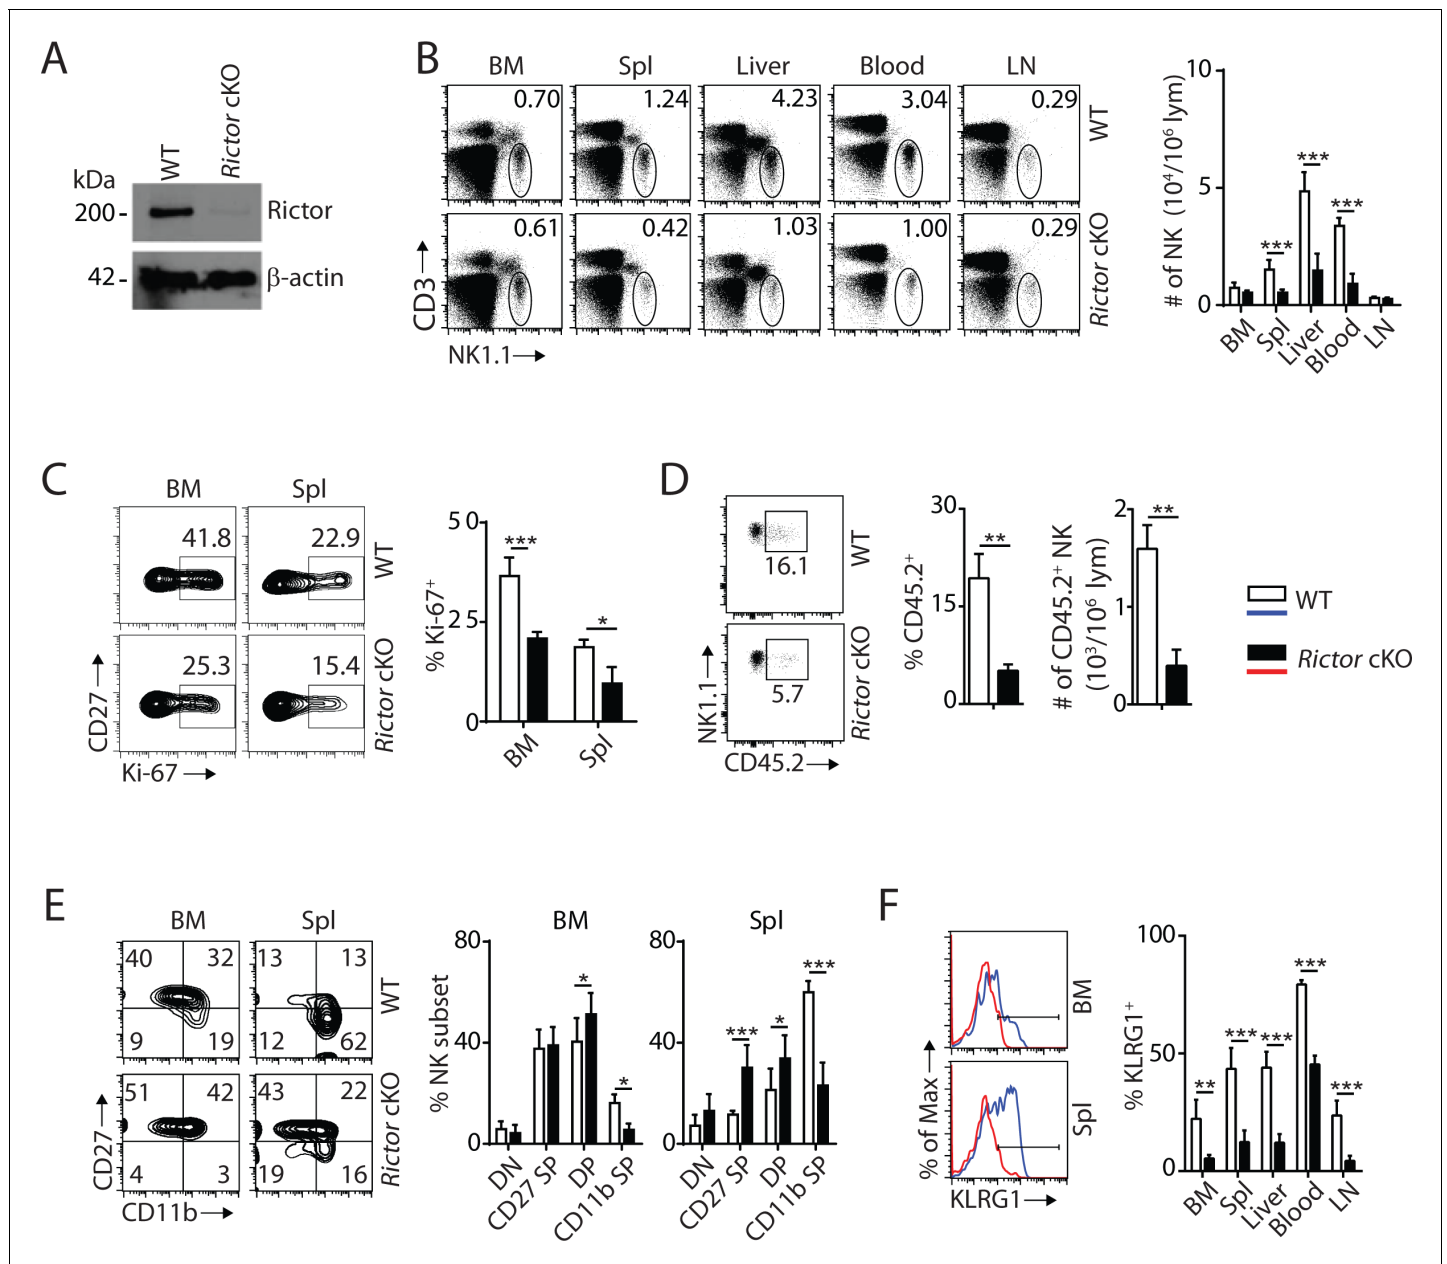 A
WT
Rictor cKO
kDa
200 -
Rictor
42 -
β-actin
B
BM
Spl
Liver
Blood
LN
0.70
1.24
4.23
3.04
0.29
WT
0.61
0.42
1.03
1.00
0.29
Rictor cKO
CD3
NK1.1
# of NK (10⁴/10⁶ lym)
10
5
0
***
***
***
BM
Spl
Liver
Blood
LN
C
BM
Spl
41.8
22.9
WT
25.3
15.4
Rictor cKO
CD27
Ki-67
% Ki-67⁺
50
25
0
***
*
BM
Spl
D
16.1
WT
5.7
Rictor cKO
NK1.1
CD45.2
% CD45.2⁺
30
15
0
**
# of CD45.2⁺ NK
(10³/10⁶ lym)
2
1
0
**
WT
Rictor cKO
E
BM
Spl
40
32
13
13
9
19
12
62
WT
51
42
43
22
4
3
19
16
Rictor cKO
CD27
CD11b
% NK subset
BM
80
40
0
*
*
DN
CD27 SP
DP
CD11b SP
Spl
80
40
0
***
*
***
DN
CD27 SP
DP
CD11b SP
F
BM
Spl
% of Max
KLRG1
% KLRG1⁺
100
50
0
**
***
***
***
***
BM
Spl
Liver
Blood
LN